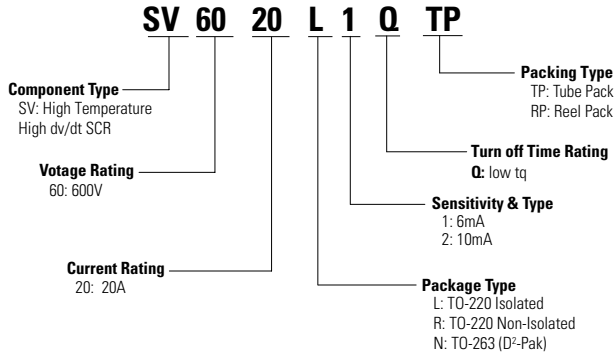 SV 60 20 L 1 Q TP
Component Type
SV: High Temperature
High dv/dt SCR
Votage Rating
60: 600V
Current Rating
20: 20A
Packing Type
TP: Tube Pack
RP: Reel Pack
Turn off Time Rating
Q: low tq
Sensitivity & Type
1: 6mA
2: 10mA
Package Type
L: TO-220 Isolated
R: TO-220 Non-Isolated
N: TO-263 (D²-Pak)